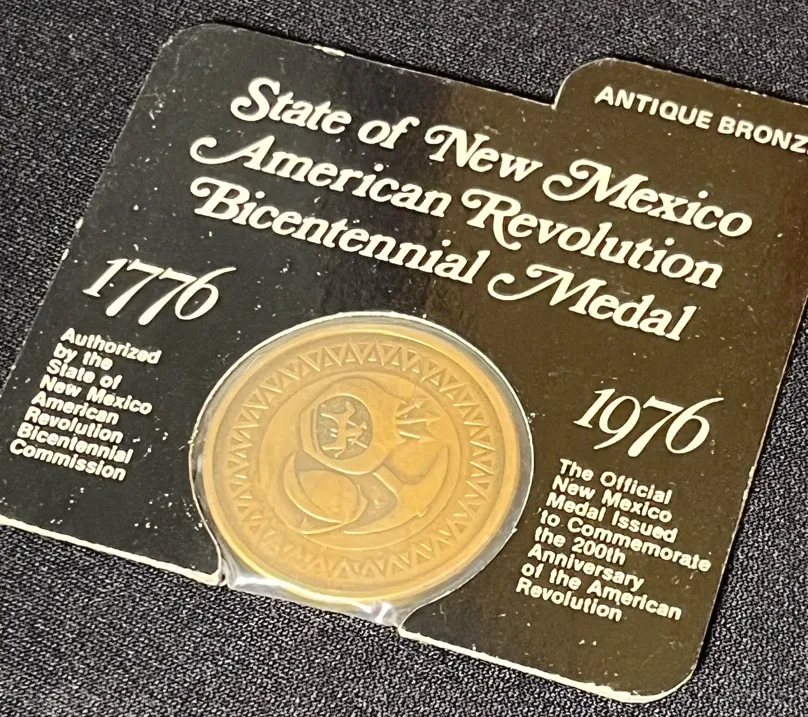 ANTIQUE BRONZ
State of New Mexico
American Revolution
Bicentennial Medal
1776
Authorized
by the
State of
New Mexico
American
Revolution
Bicentennial
Commission
1976
The Official
New Mexico
Medal Issued
to Commemorate
the 200th
Anniversary
of the American
Revolution